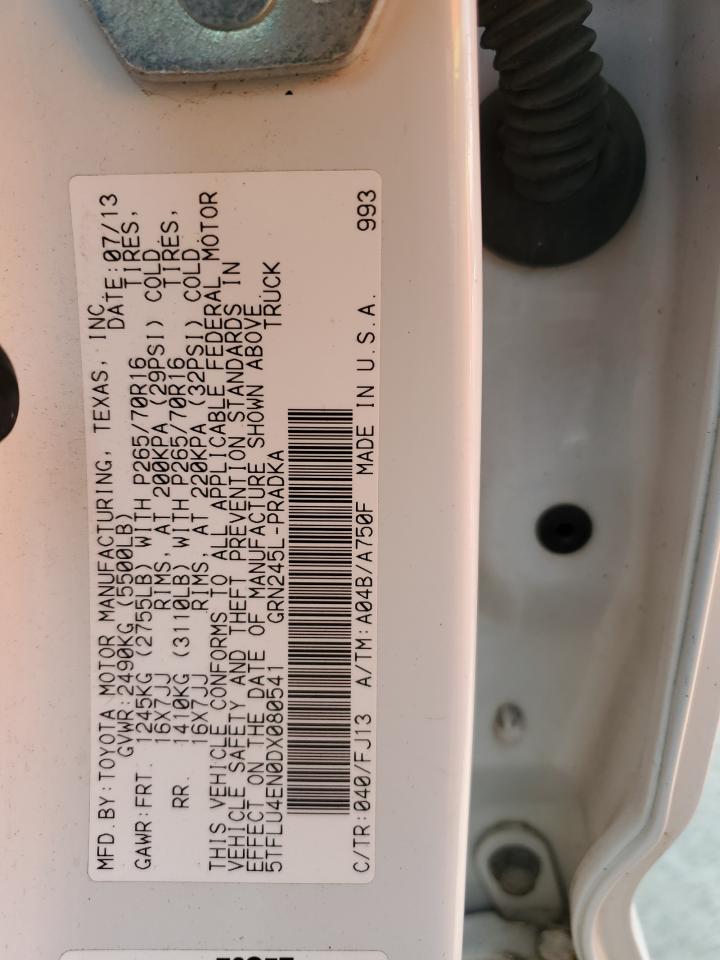 MFD.BY:TOYOTA MOTOR MANUFACTURING, TEXAS, INC.
GVWR:2490KG (5500LB) DATE:07/13
GAWR:FRT. 1245KG (2755LB) WITH P265/70R16 TIRES,
16X7JJ RIMS, AT 200KPA (29PSI) COLD.
RR. 1410KG (3110LB) WITH P265/70R16 TIRES,
16X7JJ RIMS, AT 220KPA (32PSI) COLD
THIS VEHICLE CONFORMS TO ALL APPLICABLE FEDERAL MOTOR
VEHICLE SAFETY AND THEFT PREVENTION STANDARDS IN
EFFECT ON THE DATE OF MANUFACTURE SHOWN ABOVE.
5TFLU4EN0DX080541 GRN245L-PRADKA TRUCK
C/TR:040/FJ13 A/TM:A04B/A750F MADE IN U.S.A. 993